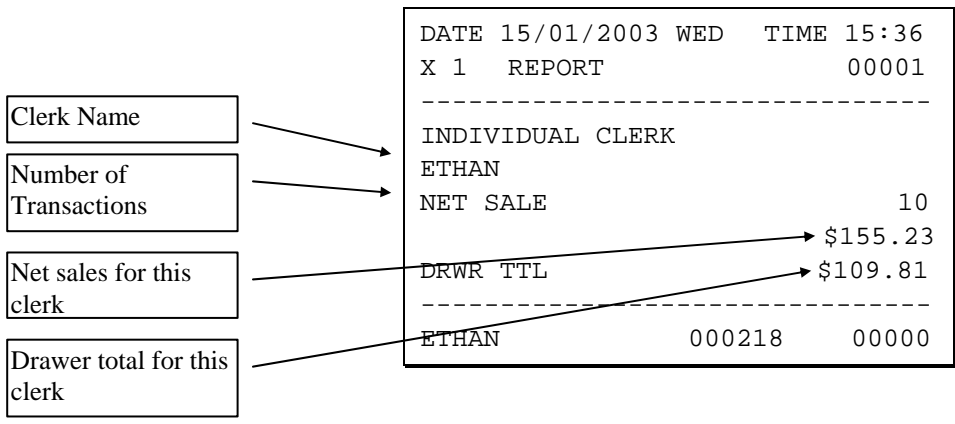 DATE 15/01/2003 WED TIME 15:36
X 1 REPORT 00001
--------------------------------
INDIVIDUAL CLERK
ETHAN
NET SALE 10
$155.23
DRWR TTL $109.81
--------------------------------
ETHAN 000218 00000
Clerk Name
Number of
Transactions
Net sales for this
clerk
Drawer total for this
clerk